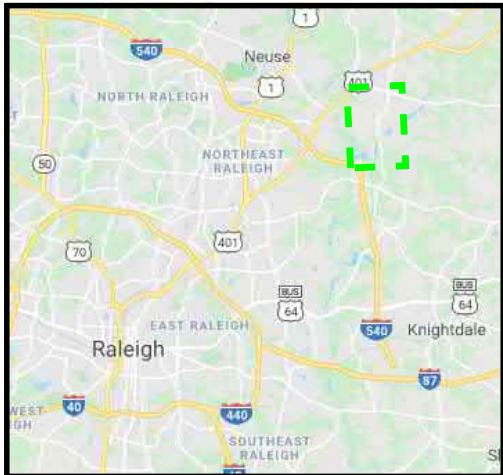 1
540
Neuse
401
1
NORTH RALEIGH
NORTHEAST
RALEIGH
50
401
70
BUS
64
BUS
64
EAST RALEIGH
540
Knightdale
Raleigh
87
40
WEST
IGH
440
SOUTHEAST
RALEIGH